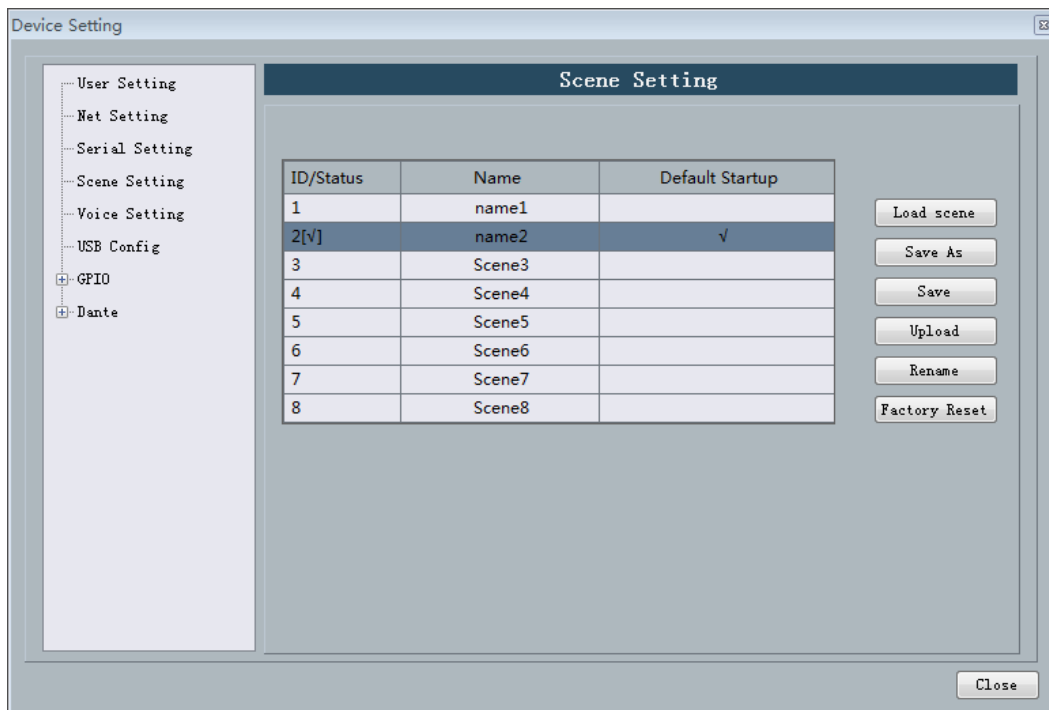 Device Setting
User Setting
Net Setting
Serial Setting
Scene Setting
Voice Setting
USB Config
GPIO
Dante
Scene Setting
ID/Status Name Default Startup
1 name1
2[√] name2 √
3 Scene3
4 Scene4
5 Scene5
6 Scene6
7 Scene7
8 Scene8
Load scene
Save As
Save
Upload
Rename
Factory Reset
Close